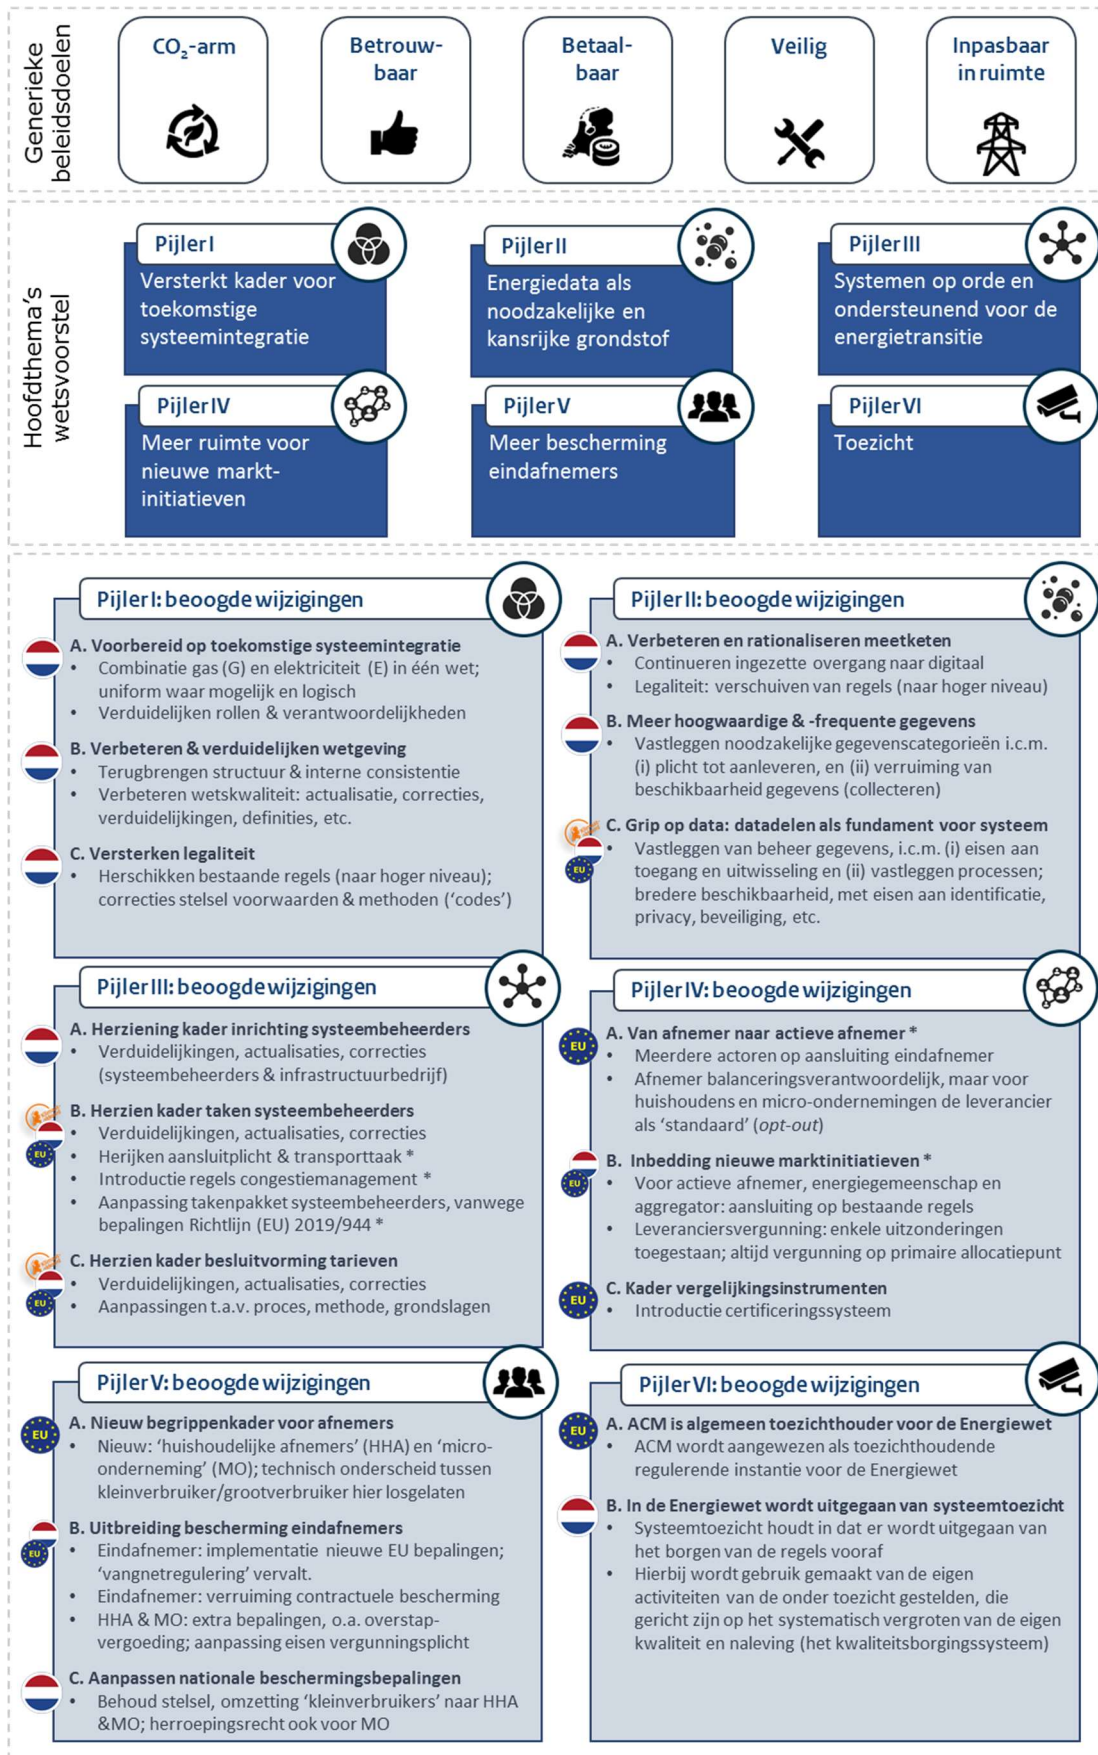 Generieke
beleidsdoelen
CO₂-arm
Betrouw-
baar
Betaal-
baar
Veilig
Inpasbaar
in ruimte
Hoofdthema's
wetsvoorstel
Pijler I
Versterkt kader voor
toekomstige
systeemintegratie
Pijler II
Energiedata als
noodzakelijke en
kansrijke grondstof
Pijler III
Systemen op orde en
ondersteunend voor de
energietransitie
Pijler IV
Meer ruimte voor
nieuwe markt-
initiatieven
Pijler V
Meer bescherming
eindafnemers
Pijler VI
Toezicht
Pijler I: beoogde wijzigingen
A. Voorbereid op toekomstige systeemintegratie
• Combinatie gas (G) en elektriciteit (E) in één wet;
uniform waar mogelijk en logisch
• Verduidelijken rollen & verantwoordelijkheden
B. Verbeteren & verduidelijken wetgeving
• Terugbrengen structuur & interne consistentie
• Verbeteren wetskwaliteit: actualisatie, correcties,
verduidelijkingen, definities, etc.
C. Versterken legaliteit
• Herschikken bestaande regels (naar hoger niveau);
correcties stelsel voorwaarden & methoden (‘codes’)
Pijler II: beoogde wijzigingen
A. Verbeteren en rationaliseren meetketen
• Continueren ingezette overgang naar digitaal
• Legaliteit: verschuiven van regels (naar hoger niveau)
B. Meer hoogwaardige & -frequente gegevens
• Vastleggen noodzakelijke gegevenscategorieën i.c.m.
(i) plicht tot aanleveren, en (ii) verruiming van
beschikbaarheid gegevens (collecteren)
C. Grip op data: datadelen als fundament voor systeem
EU
• Vastleggen van beheer gegevens, i.c.m. (i) eisen aan
toegang en uitwisseling en (ii) vastleggen processen;
bredere beschikbaarheid, met eisen aan identificatie,
privacy, beveiliging, etc.
Pijler III: beoogde wijzigingen
A. Herziening kader inrichting systeembeheerders
• Verduidelijkingen, actualisaties, correcties
(systeembeheerders & infrastructuurbedrijf)
B. Herzien kader taken systeembeheerders
EU
• Verduidelijkingen, actualisaties, correcties
• Herijken aansluitplicht & transporttaak *
• Introductie regels congestiemanagement *
• Aanpassing takenpakket systeembeheerders, vanwege
bepalingen Richtlijn (EU) 2019/944 *
C. Herzien kader besluitvorming tarieven
EU
• Verduidelijkingen, actualisaties, correcties
• Aanpassingen t.a.v. proces, methode, grondslagen
Pijler IV: beoogde wijzigingen
EU
A. Van afnemer naar actieve afnemer *
• Meerdere actoren op aansluiting eindafnemer
• Afnemer balanceringsverantwoordelijk, maar voor
huishoudens en micro-ondernemingen de leverancier
als ‘standaard’ (opt-out)
EU
B. Inbedding nieuwe marktinitiatieven *
• Voor actieve afnemer, energiegemeenschap en
aggregator: aansluiting op bestaande regels
• Leveranciersvergunning: enkele uitzonderingen
toegestaan; altijd vergunning op primaire allocatiepunt
EU
C. Kader vergelijkingsinstrumenten
• Introductie certificeringssysteem
Pijler V: beoogde wijzigingen
EU
A. Nieuw begrippenkader voor afnemers
• Nieuw: ‘huishoudelijke afnemers’ (HHA) en ‘micro-
onderneming’ (MO); technisch onderscheid tussen
kleinverbruiker/grootverbruiker hier losgelaten
EU
B. Uitbreiding bescherming eindafnemers
• Eindafnemer: implementatie nieuwe EU bepalingen;
‘vangnetregulering’ vervalt.
• Eindafnemer: verruiming contractuele bescherming
• HHA & MO: extra bepalingen, o.a. overstap-
vergoeding; aanpassing eisen vergunningsplicht
C. Aanpassen nationale beschermingsbepalingen
• Behoud stelsel, omzetting ‘kleinverbruikers’ naar HHA
&MO; herroepingsrecht ook voor MO
Pijler VI: beoogde wijzigingen
EU
A. ACM is algemeen toezichthouder voor de Energiewet
• ACM wordt aangewezen als toezichthoudende
regulerende instantie voor de Energiewet
B. In de Energiewet wordt uitgegaan van systeemtoezicht
• Systeemtoezicht houdt in dat er wordt uitgegaan van
het borgen van de regels vooraf
• Hierbij wordt gebruik gemaakt van de eigen
activiteiten van de onder toezicht gestelden, die
gericht zijn op het systematisch vergroten van de eigen
kwaliteit en naleving (het kwaliteitsborgingssysteem)